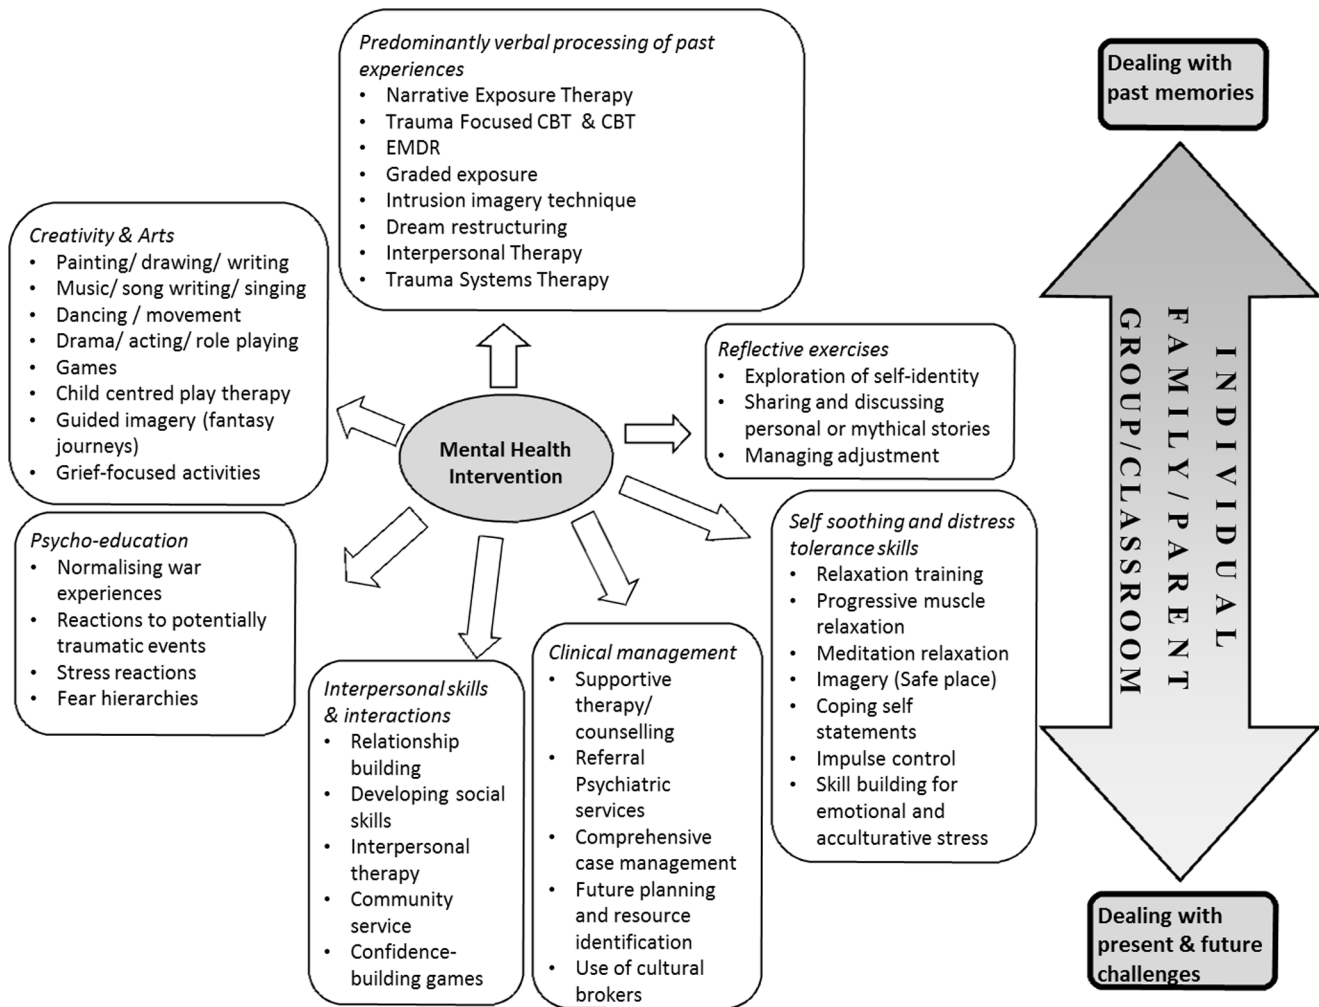 Predominantly verbal processing of past
experiences
• Narrative Exposure Therapy
• Trauma Focused CBT & CBT
• EMDR
• Graded exposure
• Intrusion imagery technique
• Dream restructuring
• Interpersonal Therapy
• Trauma Systems Therapy
Creativity & Arts
• Painting/ drawing/ writing
• Music/ song writing/ singing
• Dancing / movement
• Drama/ acting/ role playing
• Games
• Child centred play therapy
• Guided imagery (fantasy
journeys)
• Grief-focused activities
Mental Health
Intervention
Reflective exercises
• Exploration of self-identity
• Sharing and discussing
personal or mythical stories
• Managing adjustment
Psycho-education
• Normalising war
experiences
• Reactions to potentially
traumatic events
• Stress reactions
• Fear hierarchies
Interpersonal skills
& interactions
• Relationship
building
• Developing social
skills
• Interpersonal
therapy
• Community
service
• Confidence-
building games
Clinical management
• Supportive
therapy/
counselling
• Referral
Psychiatric
services
• Comprehensive
case management
• Future planning
and resource
identification
• Use of cultural
brokers
Self soothing and distress
tolerance skills
• Relaxation training
• Progressive muscle
relaxation
• Meditation relaxation
• Imagery (Safe place)
• Coping self
statements
• Impulse control
• Skill building for
emotional and
acculturative stress
Dealing with
past memories
INDIVIDUAL
FAMILY/PARENT
GROUP/CLASSROOM
Dealing with
present & future
challenges